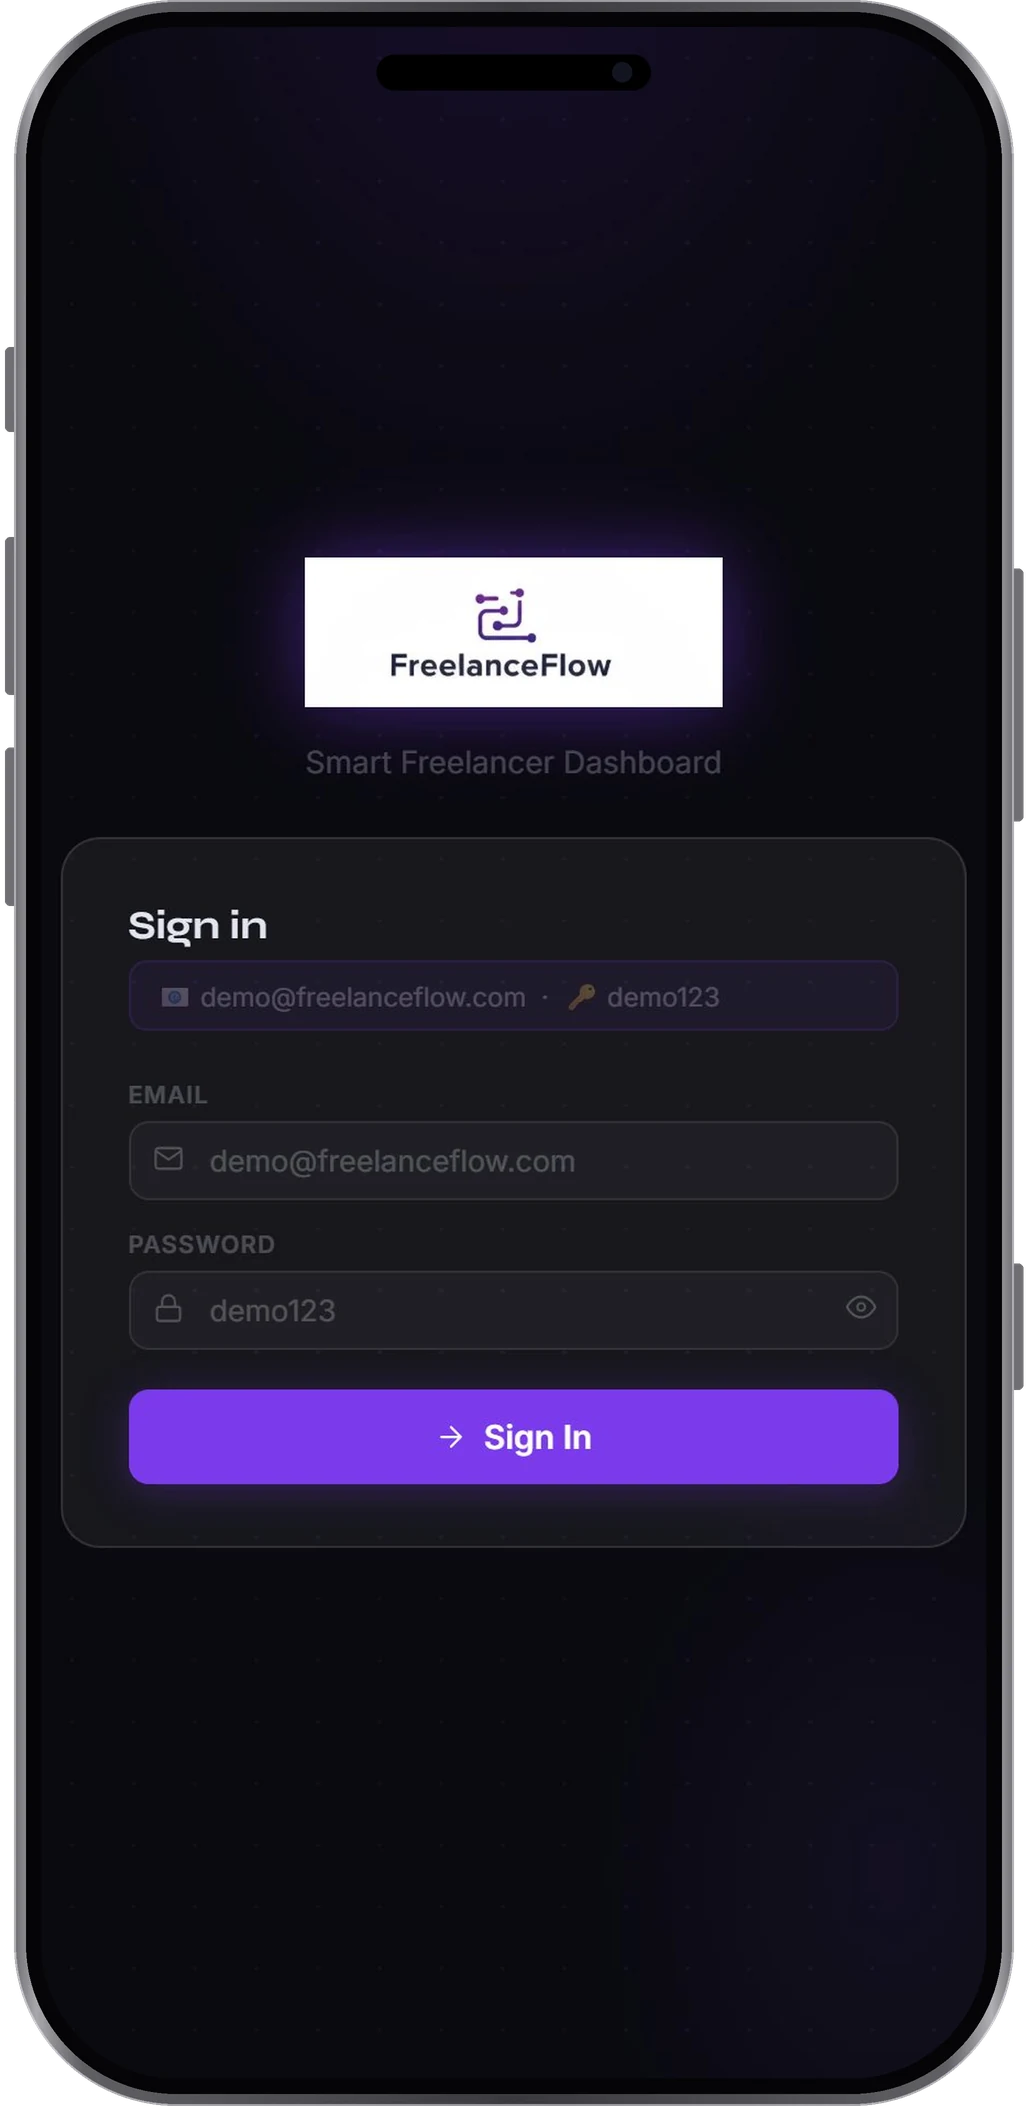 FreelanceFlow
Smart Freelancer Dashboard
Sign in
📧 demo@freelanceflow.com · 🔑 demo123
EMAIL
demo@freelanceflow.com
PASSWORD
demo123
→ Sign In